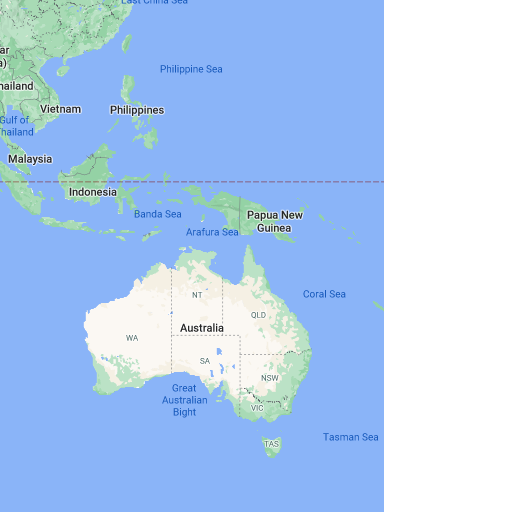 East China Sea
ar
a)
Philippine Sea
hailand
Vietnam
Philippines
Gulf of
hailand
Malaysia
Indonesia
Banda Sea
Papua New
Guinea
Arafura Sea
NT
Coral Sea
QLD
Australia
WA
SA
NSW
Great
Australian
Bight
VIC
Tasman Sea
TAS